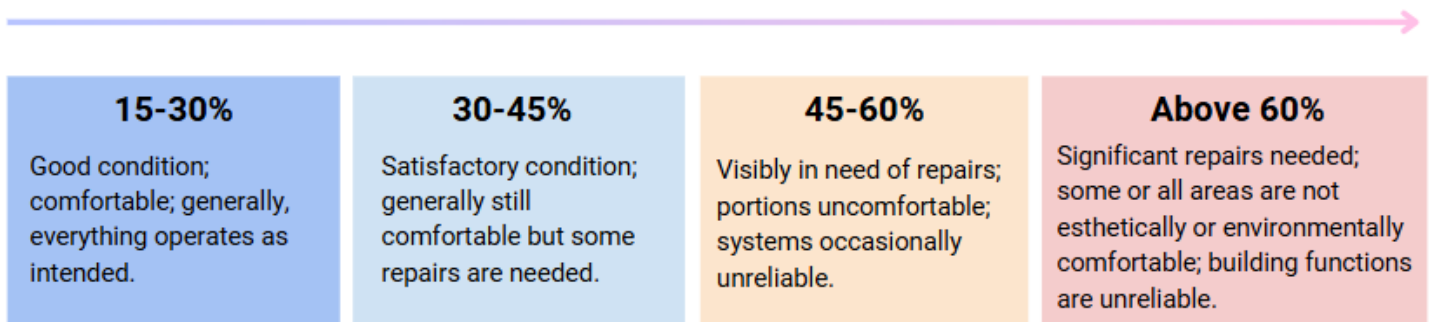 15-30%
Good condition;
comfortable; generally,
everything operates as
intended.
30-45%
Satisfactory condition;
generally still
comfortable but some
repairs are needed.
45-60%
Visibly in need of repairs;
portions uncomfortable;
systems occasionally
unreliable.
Above 60%
Significant repairs needed;
some or all areas are not
esthetically or environmentally
comfortable; building functions
are unreliable.